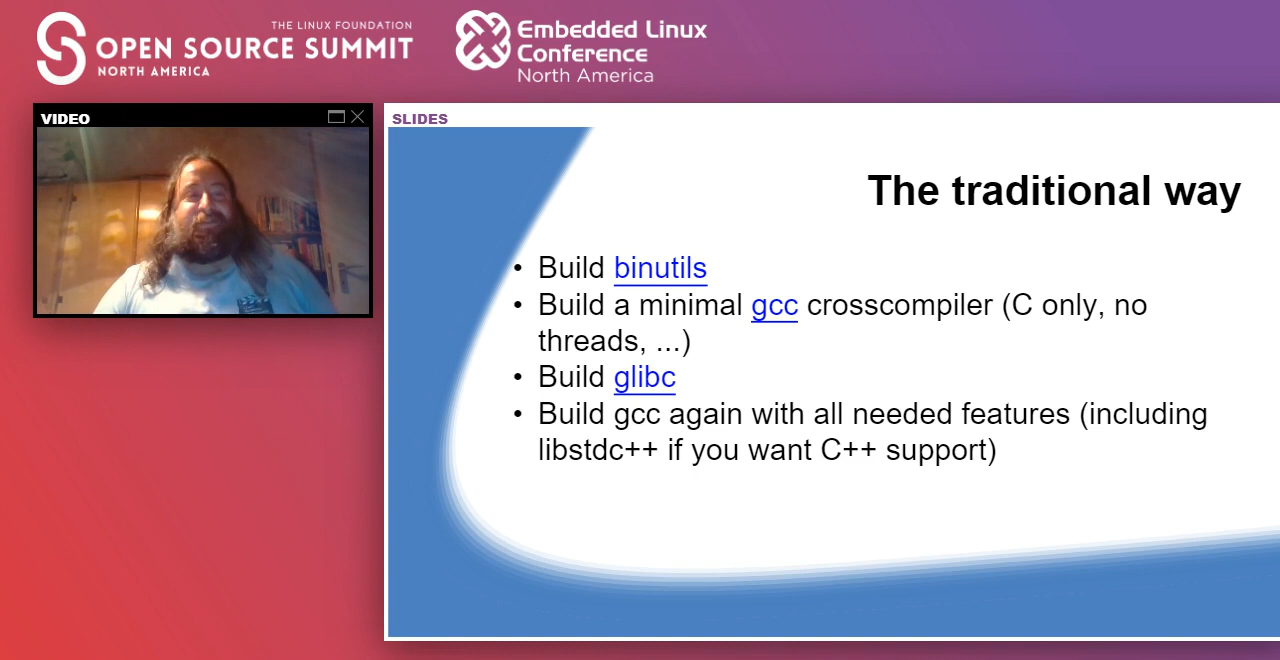 THE LINUX FOUNDATION
OPEN SOURCE SUMMIT
NORTH AMERICA
Embedded Linux
Conference
North America
VIDEO
SLIDES
The traditional way
• Build binutils
• Build a minimal gcc crosscompiler (C only, no
threads, ...)
• Build glibc
• Build gcc again with all needed features (including
libstdc++ if you want C++ support)